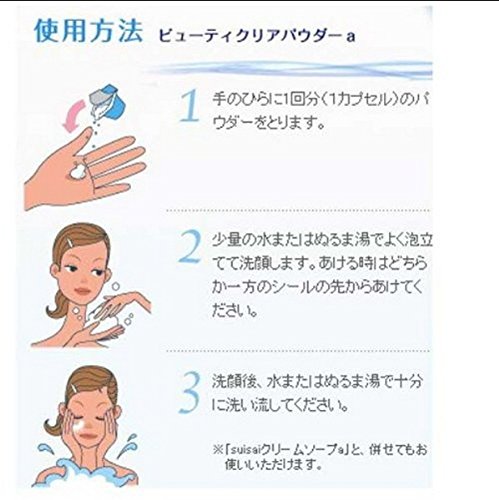 使用方法 ビューティクリアパウダーa
1 手のひらに1回分(1カプセル)のパ
ウダーをとります。
2 少量の水またはぬるま湯でよく泡立
てて洗顔します。あける時はどちら
か一方のシールの先からあけてく
ださい。
3 洗顔後、水またはぬるま湯で十分
に洗い流してください。
※「suisaiクリームソープa」と、併せてもお
使いいただけます。